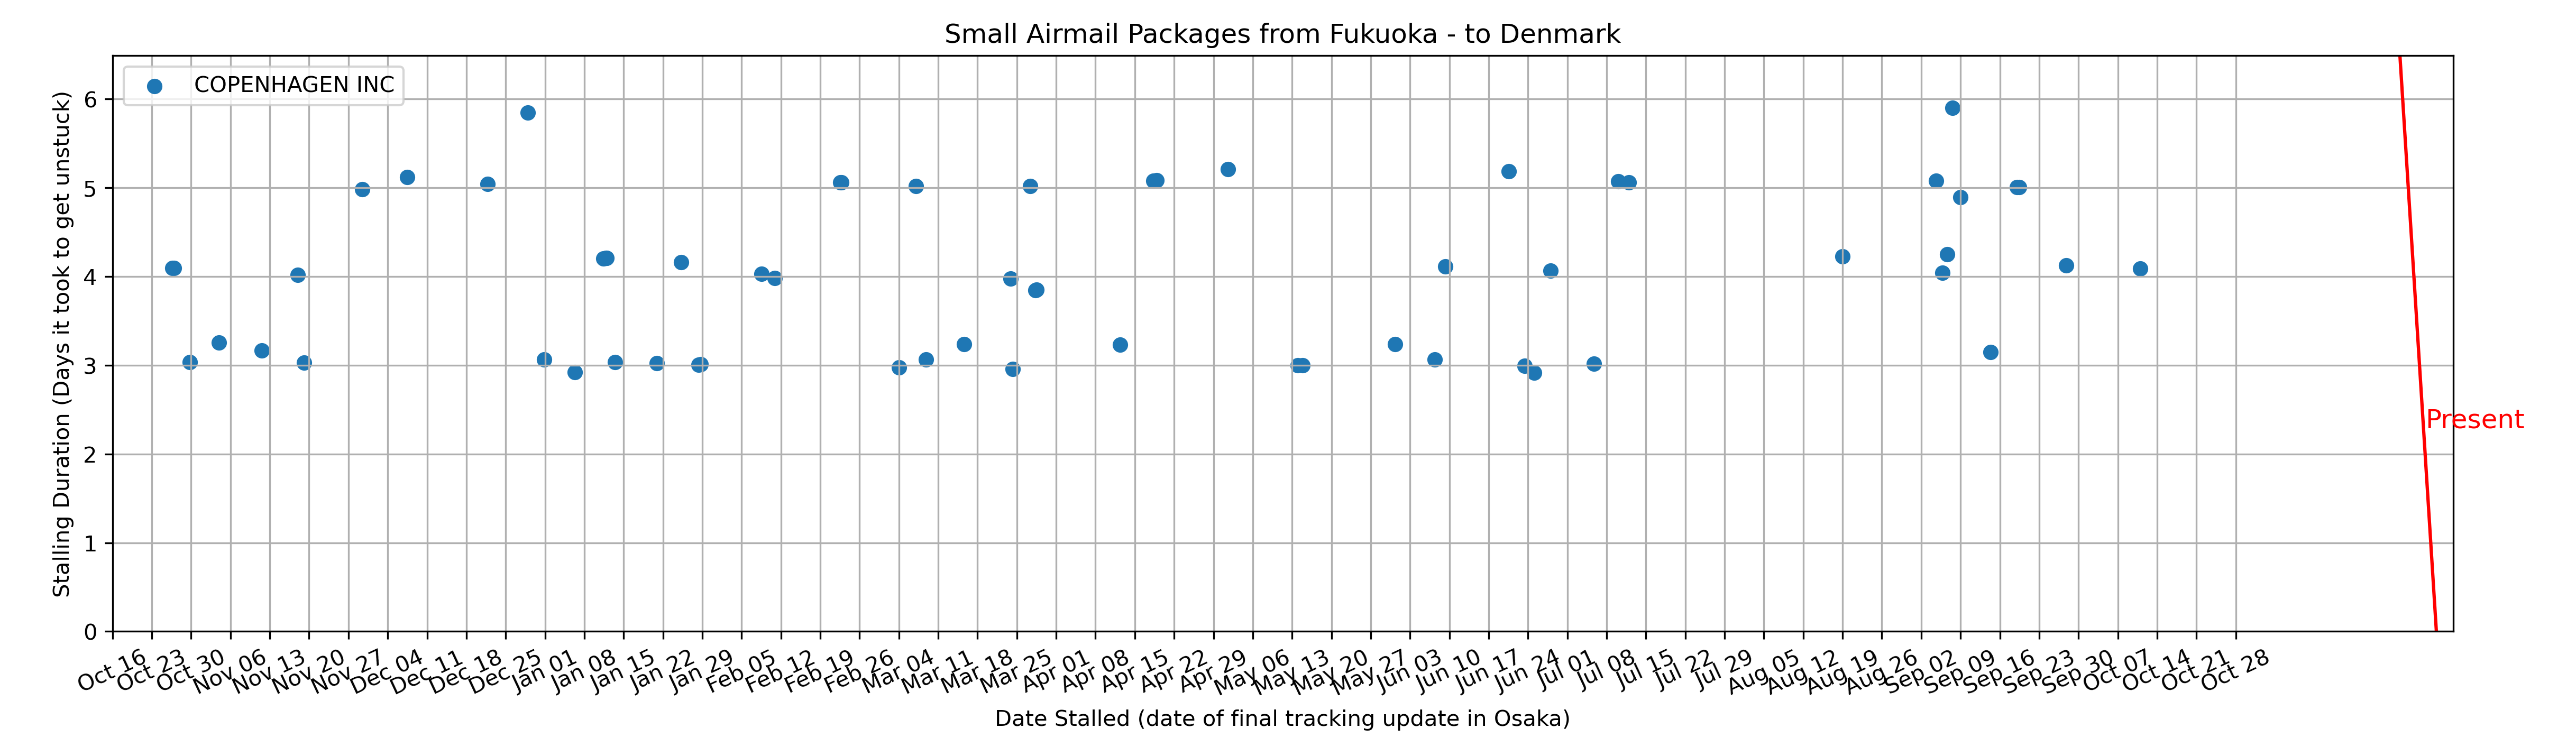 Small Airmail Packages from Fukuoka - to Denmark
COPENHAGEN INC
Stalling Duration (Days it took to get unstuck)
6
5
4
3
2
1
0
Present
Oct 16
Oct 23
Oct 30
Nov 06
Nov 13
Nov 20
Nov 27
Dec 04
Dec 11
Dec 18
Dec 25
Jan 01
Jan 08
Jan 15
Jan 22
Jan 29
Feb 05
Feb 12
Feb 19
Feb 26
Mar 04
Mar 11
Mar 18
Mar 25
Apr 01
Apr 08
Apr 15
Apr 22
Apr 29
May 06
May 13
May 20
May 27
Jun 03
Jun 10
Jun 17
Jun 24
Jul 01
Jul 08
Jul 15
Jul 22
Jul 29
Aug 05
Aug 12
Aug 19
Aug 26
Sep 02
Sep 09
Sep 16
Sep 23
Sep 30
Oct 07
Oct 14
Oct 21
Oct 28
Date Stalled (date of final tracking update in Osaka)